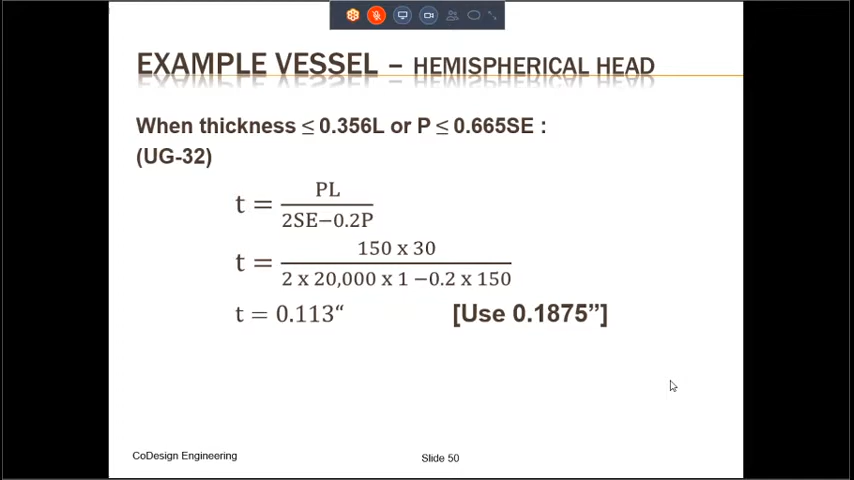 EXAMPLE VESSEL – HEMISPHERICAL HEAD
When thickness ≤ 0.356L or P ≤ 0.665SE :
(UG-32)
t = PL / 2SE−0.2P
t = 150 x 30 / 2 x 20,000 x 1 −0.2 x 150
t = 0.113“ [Use 0.1875”]
CoDesign Engineering Slide 50